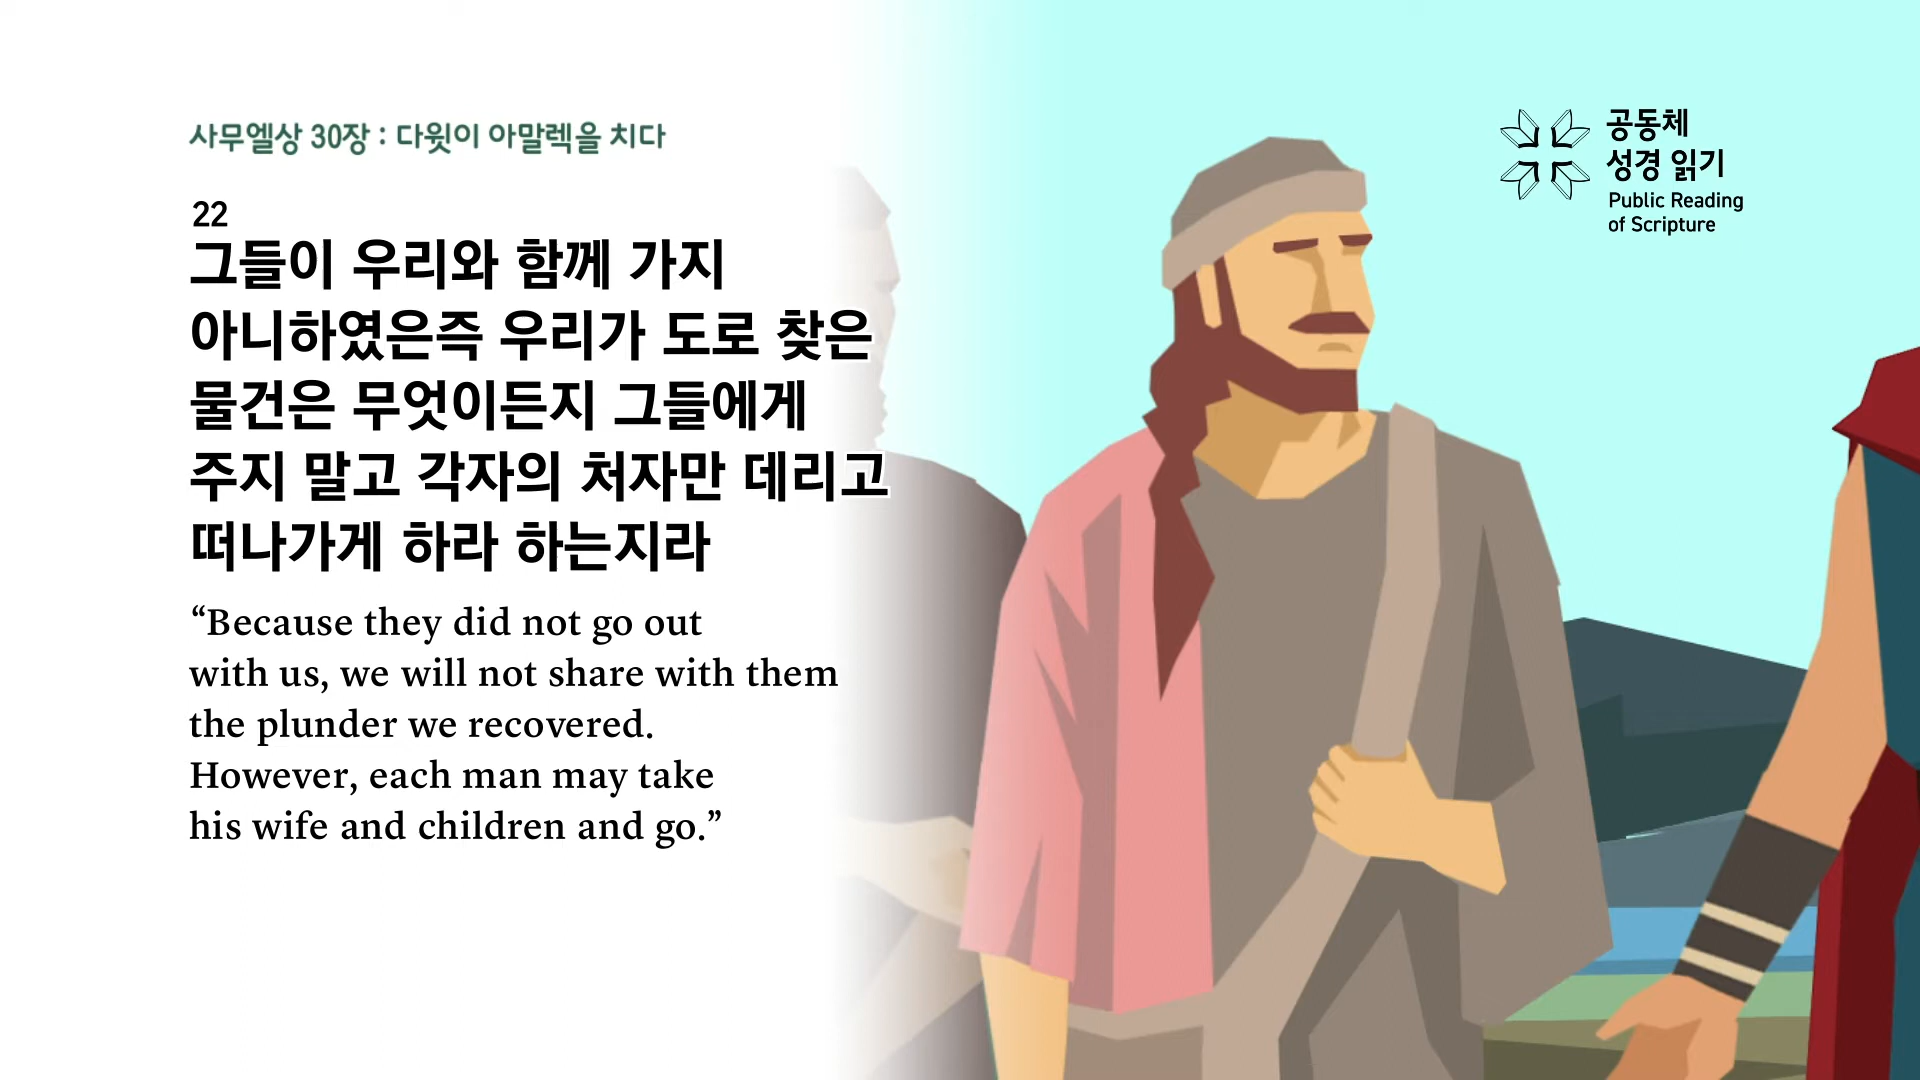 사무엘상 30장 : 다윗이 아말렉을 치다
22
그들이 우리와 함께 가지
아니하였은즉 우리가 도로 찾은
물건은 무엇이든지 그들에게
주지 말고 각자의 처자만 데리고
떠나가게 하라 하는지라
“Because they did not go out
with us, we will not share with them
the plunder we recovered.
However, each man may take
his wife and children and go.”
공동체
성경 읽기
Public Reading
of Scripture